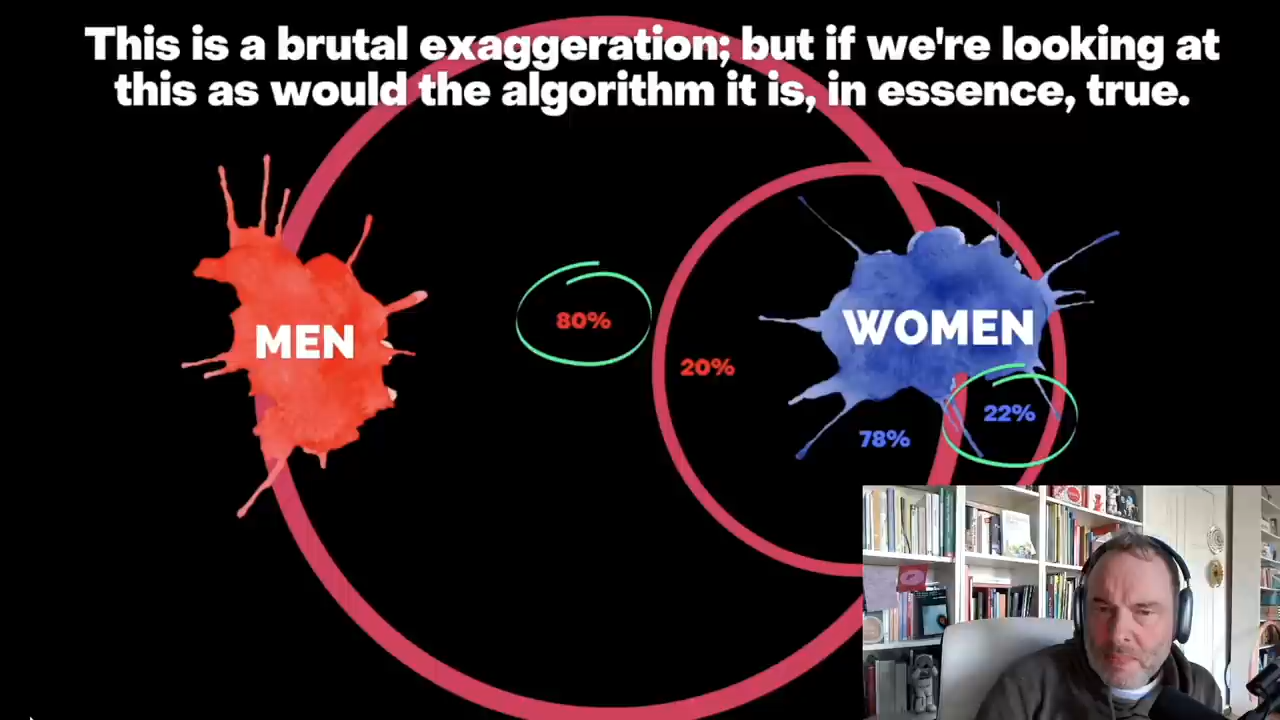 This is a brutal exaggeration; but if we're looking at
this as would the algorithm it is, in essence, true.
MEN
80%
20%
WOMEN
22%
78%